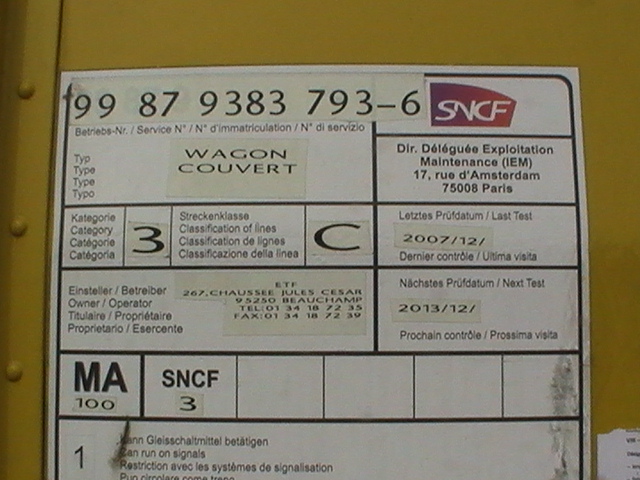 99 87 9383 793-6
SNCF
Betriebs-Nr. / Service N° / N° d'immatriculation / N° di servizio
Typ
Type
Type
Typo
WAGON
COUVERT
Dir. Déléguée Exploitation
Maintenance (IEM)
17, rue d'Amsterdam
75008 Paris
Kategorie
Category
Catégorie
Catégoria
3
Streckenklasse
Classification of lines
Classification de lignes
Classificazione della linea
C
Letztes Prüfdatum / Last Test
2007/12/
Dernier contrôle / Ultima visita
Einsteller / Betreiber
Owner / Operator
Titulaire / Propriétaire
Proprietario / Esercente
ETF
267, CHAUSSEE JULES CESAR
95250 BEAUCHAMP
TEL:01 34 18 72 35
FAX:01 34 18 72 39
Nächstes Prüfdatum / Next Test
2013/12/
Prochain contrôle / Prossima visita
MA
100
SNCF
3
1
Kann Gleisschaltmittel betätigen
Can run on signals
Restriction avec les systèmes de signalisation